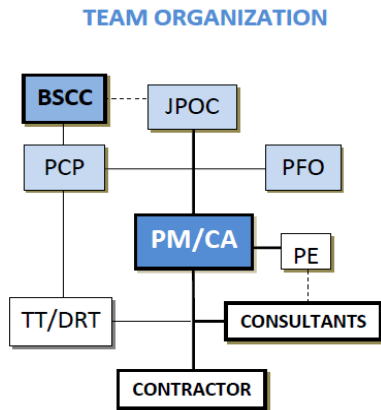 TEAM ORGANIZATION
BSCC
JPOC
PCP
PFO
PM/CA
PE
TT/DRT
CONSULTANTS
CONTRACTOR